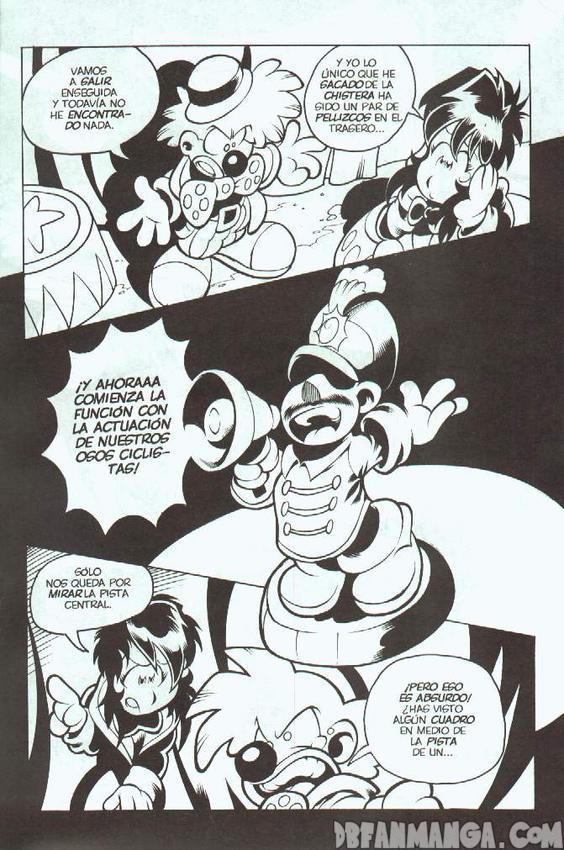 VAMOS
A SALIR
ENSEGUIDA
Y TODAVÍA NO
HE ENCONTRA-
DO NADA.
Y YO LO
ÚNICO QUE HE
SACADO DE LA
CHISTERA HA
SIDO UN PAR DE
PELLIZCOS EN EL
TRASERO...
¡Y AHORAAA
COMIENZA LA
FUNCIÓN CON
LA ACTUACIÓN
DE NUESTROS
OSOS CICLIS-
TAS!
SÓLO
NOS QUEDA POR
MIRAR LA PISTA
CENTRAL.
¡PERO ESO
ES ABSURDO!
¿HAS VISTO
ALGÚN CUADRO
EN MEDIO DE
LA PISTA
DE UN...
DBFANMANGA.COM